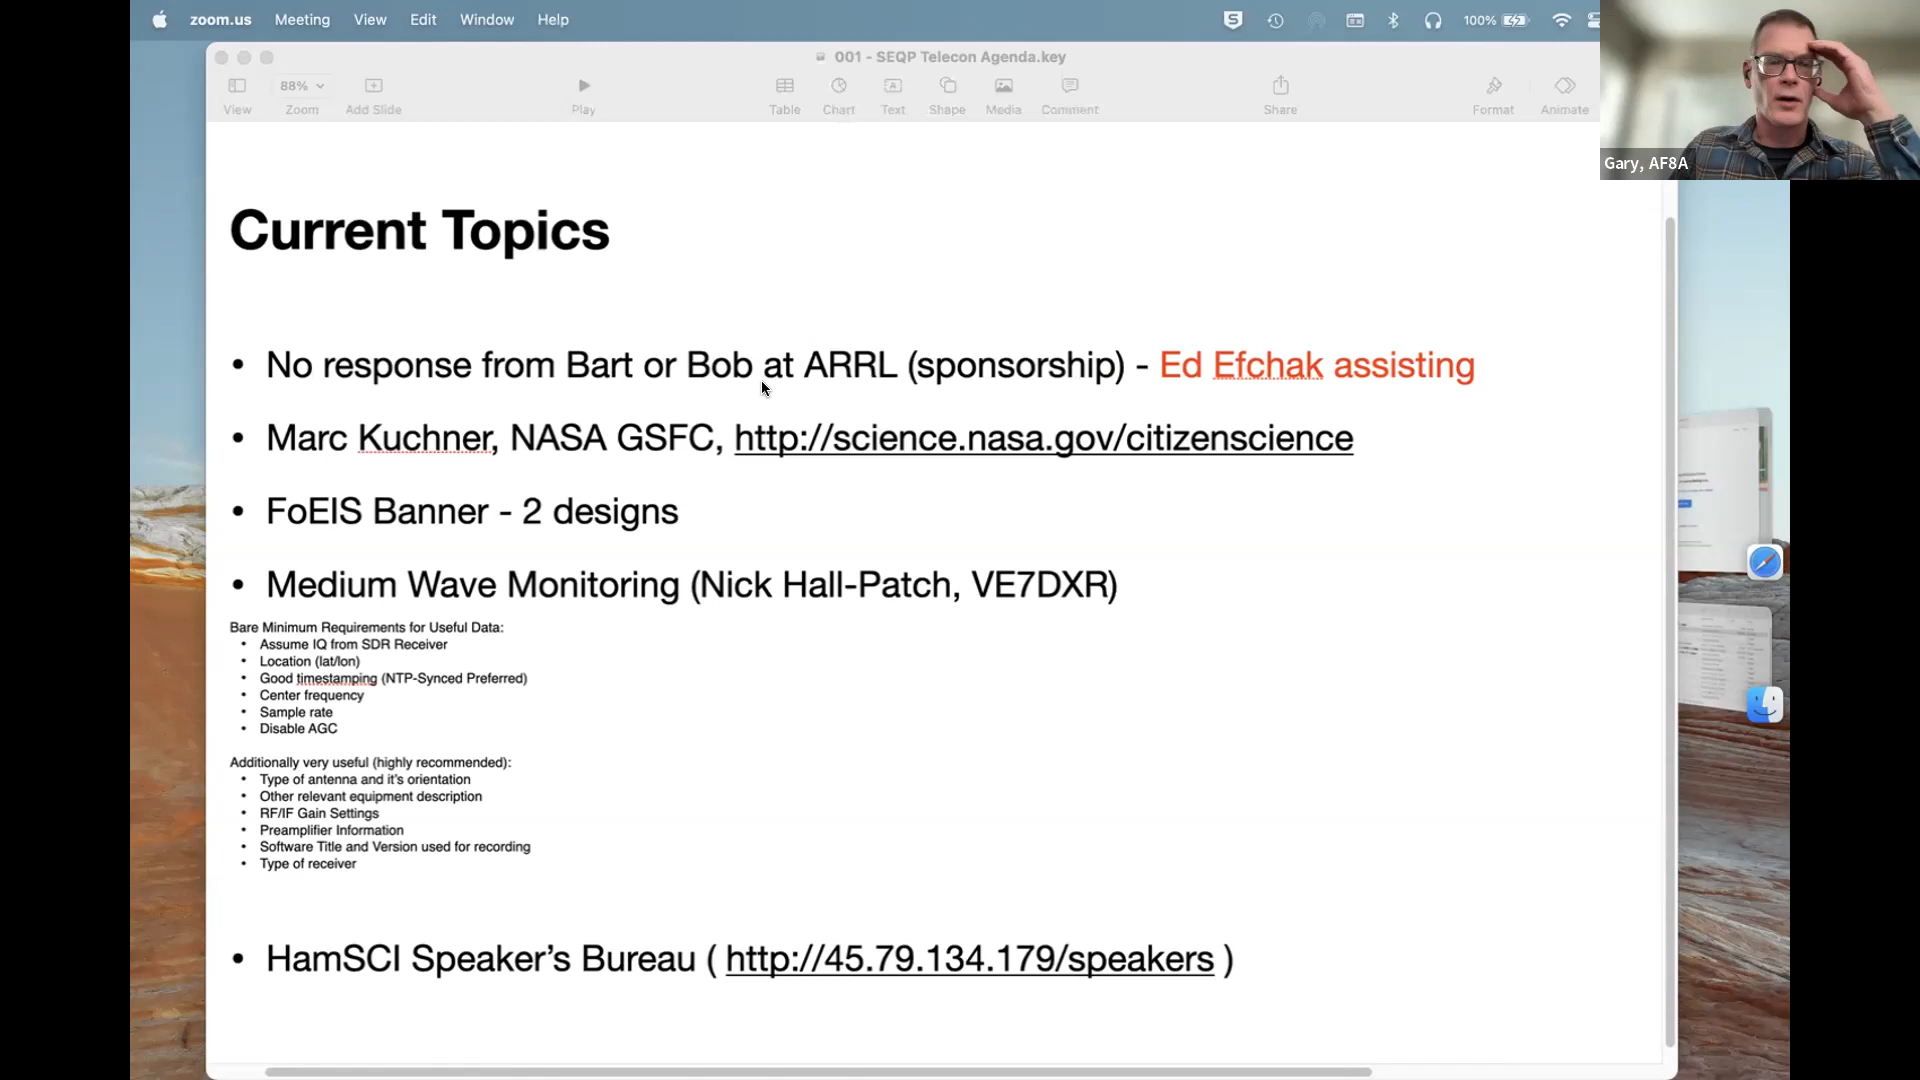 zoom.us Meeting View Edit Window Help 100%
001 - SEQP Telecon Agenda.key
88%
View Zoom Add Slide Play Table Chart Text Shape Media Comment Share Format Animate
Gary, AF8A
Current Topics
• No response from Bart or Bob at ARRL (sponsorship) - Ed Efchak assisting
• Marc Kuchner, NASA GSFC, http://science.nasa.gov/citizenscience
• FoEIS Banner - 2 designs
• Medium Wave Monitoring (Nick Hall-Patch, VE7DXR)
Bare Minimum Requirements for Useful Data:
• Assume IQ from SDR Receiver
• Location (lat/lon)
• Good timestamping (NTP-Synced Preferred)
• Center frequency
• Sample rate
• Disable AGC
Additionally very useful (highly recommended):
• Type of antenna and it's orientation
• Other relevant equipment description
• RF/IF Gain Settings
• Preamplifier Information
• Software Title and Version used for recording
• Type of receiver
• HamSCI Speaker's Bureau ( http://45.79.134.179/speakers )